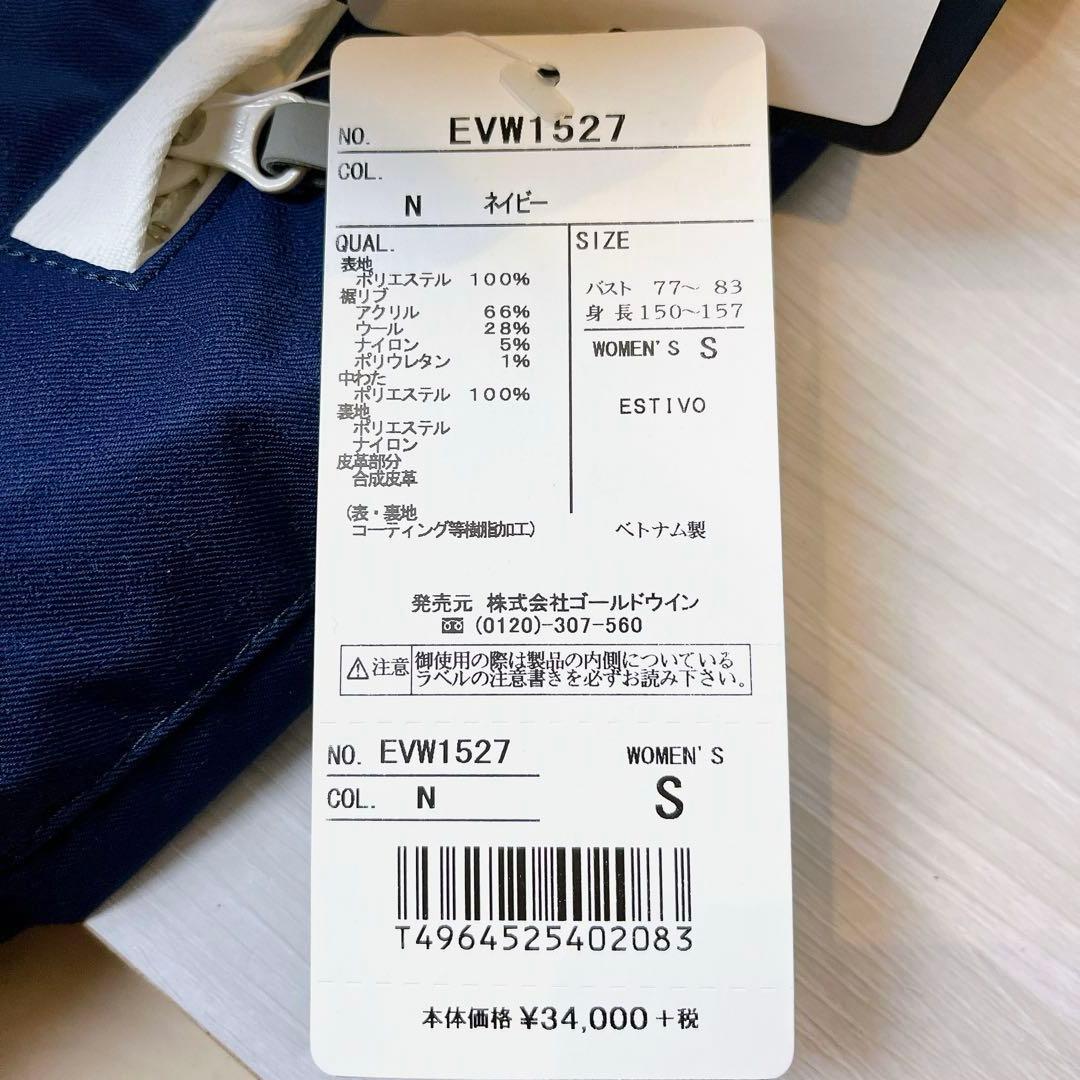 NO. EVW1527
COL.
N ネイビー
QUAL.
表地
ポリエステル 100%
裾リブ
アクリル 66%
ウール 28%
ナイロン 5%
ポリウレタン 1%
中わた
ポリエステル 100%
裏地
ポリエステル
ナイロン
皮革部分
合成皮革
(表・裏地
コーティング等樹脂加工)
SIZE
バスト 77〜 83
身 長 150〜157
WOMEN'S S
ESTIVO
ベトナム製
発売元 株式会社ゴールドウイン
(0120)-307-560
注意 御使用の際は製品の内側についている
ラベルの注意書きを必ずお読み下さい。
NO. EVW1527
COL. N
WOMEN'S
S
T4964525402083
本体価格 ¥34,000 +税